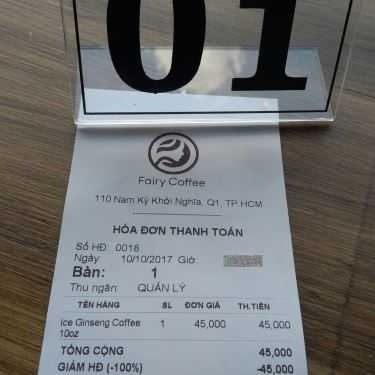 01
Fairy Coffee
110 Nam Kỳ Khởi Nghĩa, Q1, TP HCM
HÓA ĐƠN THANH TOÁN
Số HĐ: 0016
Ngày: 10/10/2017 Giờ:
Bàn: 1
Thu ngân: QUẢN LÝ
TÊN HÀNG SL ĐƠN GIÁ TH.TIỀN
Ice Ginseng Coffee 1 45,000 45,000
10oz
TỔNG CỘNG 45,000
GIẢM HĐ (-100%) -45,000